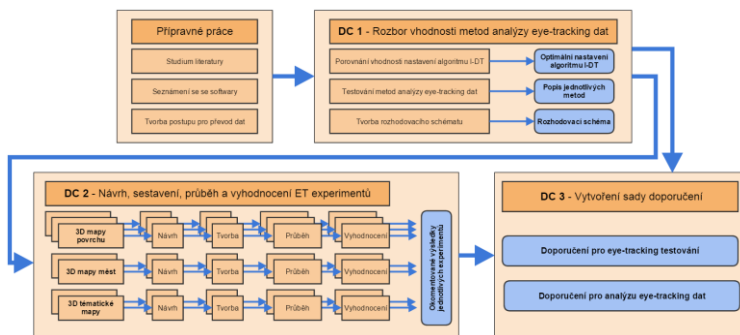 Přípravné práce
Studium literatury
Seznámení se se softwary
Tvorba postupu pro převod dat
DC 1 - Rozbor vhodnosti metod analýzy eye-tracking dat
Porovnání vhodnosti nastavení algoritmu I-DT
Optimální nastavení
algoritmu I-DT
Testování metod analýzy eye-tracking dat
Popis jednotlivých
metod
Tvorba rozhodovacího schématu
Rozhodovací schéma
DC 2 - Návrh, sestavení, průběh a vyhodnocení ET experimentů
3D mapy
povrchu
Návrh
Tvorba
Průběh
Vyhodnocení
3D mapy měst
Návrh
Tvorba
Průběh
Vyhodnocení
3D tématické
mapy
Návrh
Tvorba
Průběh
Vyhodnocení
Okomentované výsledky
jednotlivých experimentů
DC 3 - Vytvoření sady doporučení
Doporučení pro eye-tracking testování
Doporučení pro analýzu eye-tracking dat